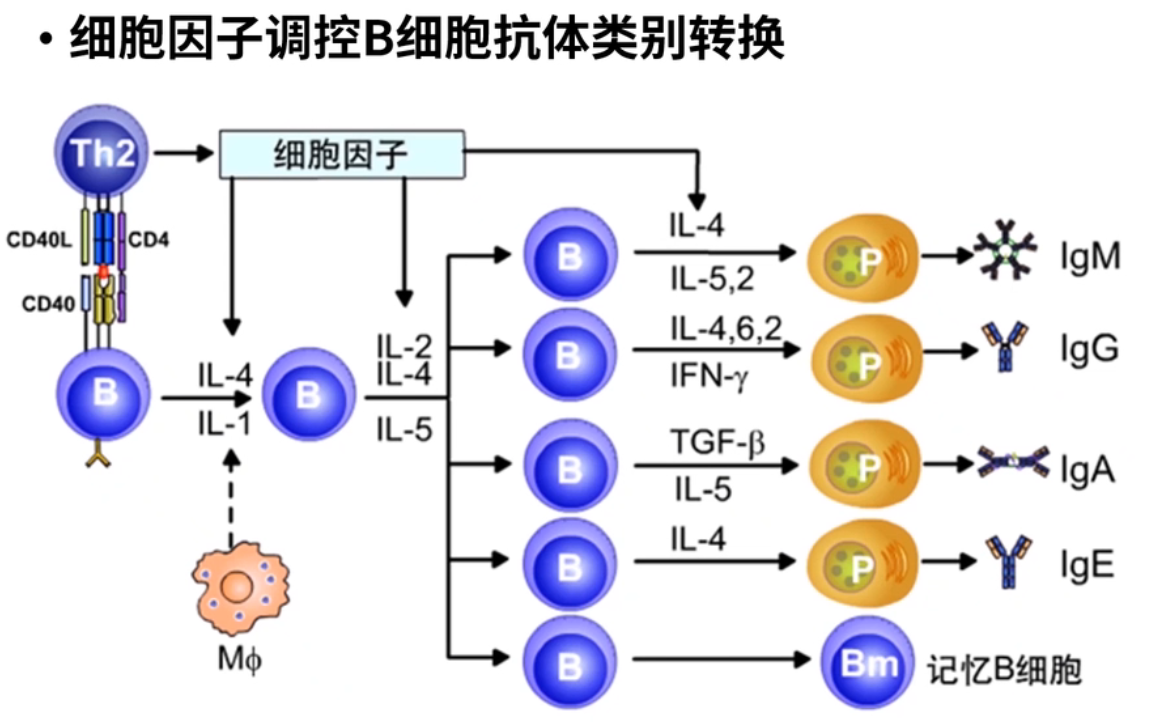 • 细胞因子调控B细胞抗体类别转换
Th2
细胞因子
CD40L
CD4
CD40
B
IL-4
IL-1
Mφ
B
IL-2
IL-4
IL-5
B
IL-4
IL-5,2
P
IgM
B
IL-4,6,2
IFN-γ
P
IgG
B
TGF-β
IL-5
P
IgA
B
IL-4
P
IgE
B
Bm
记忆B细胞